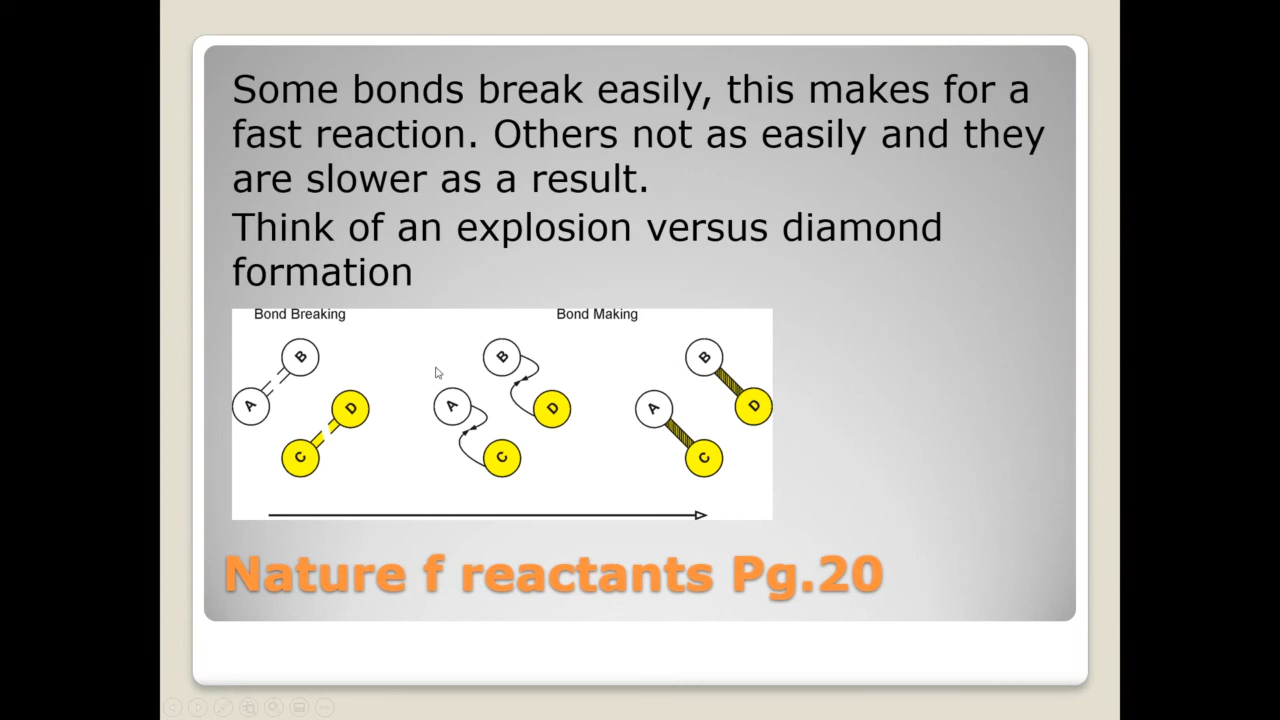 Some bonds break easily, this makes for a
fast reaction. Others not as easily and they
are slower as a result.
Think of an explosion versus diamond
formation
Bond Breaking
Bond Making
B
A
D
C
B
A
D
C
B
A
D
C
Nature f reactants Pg.20